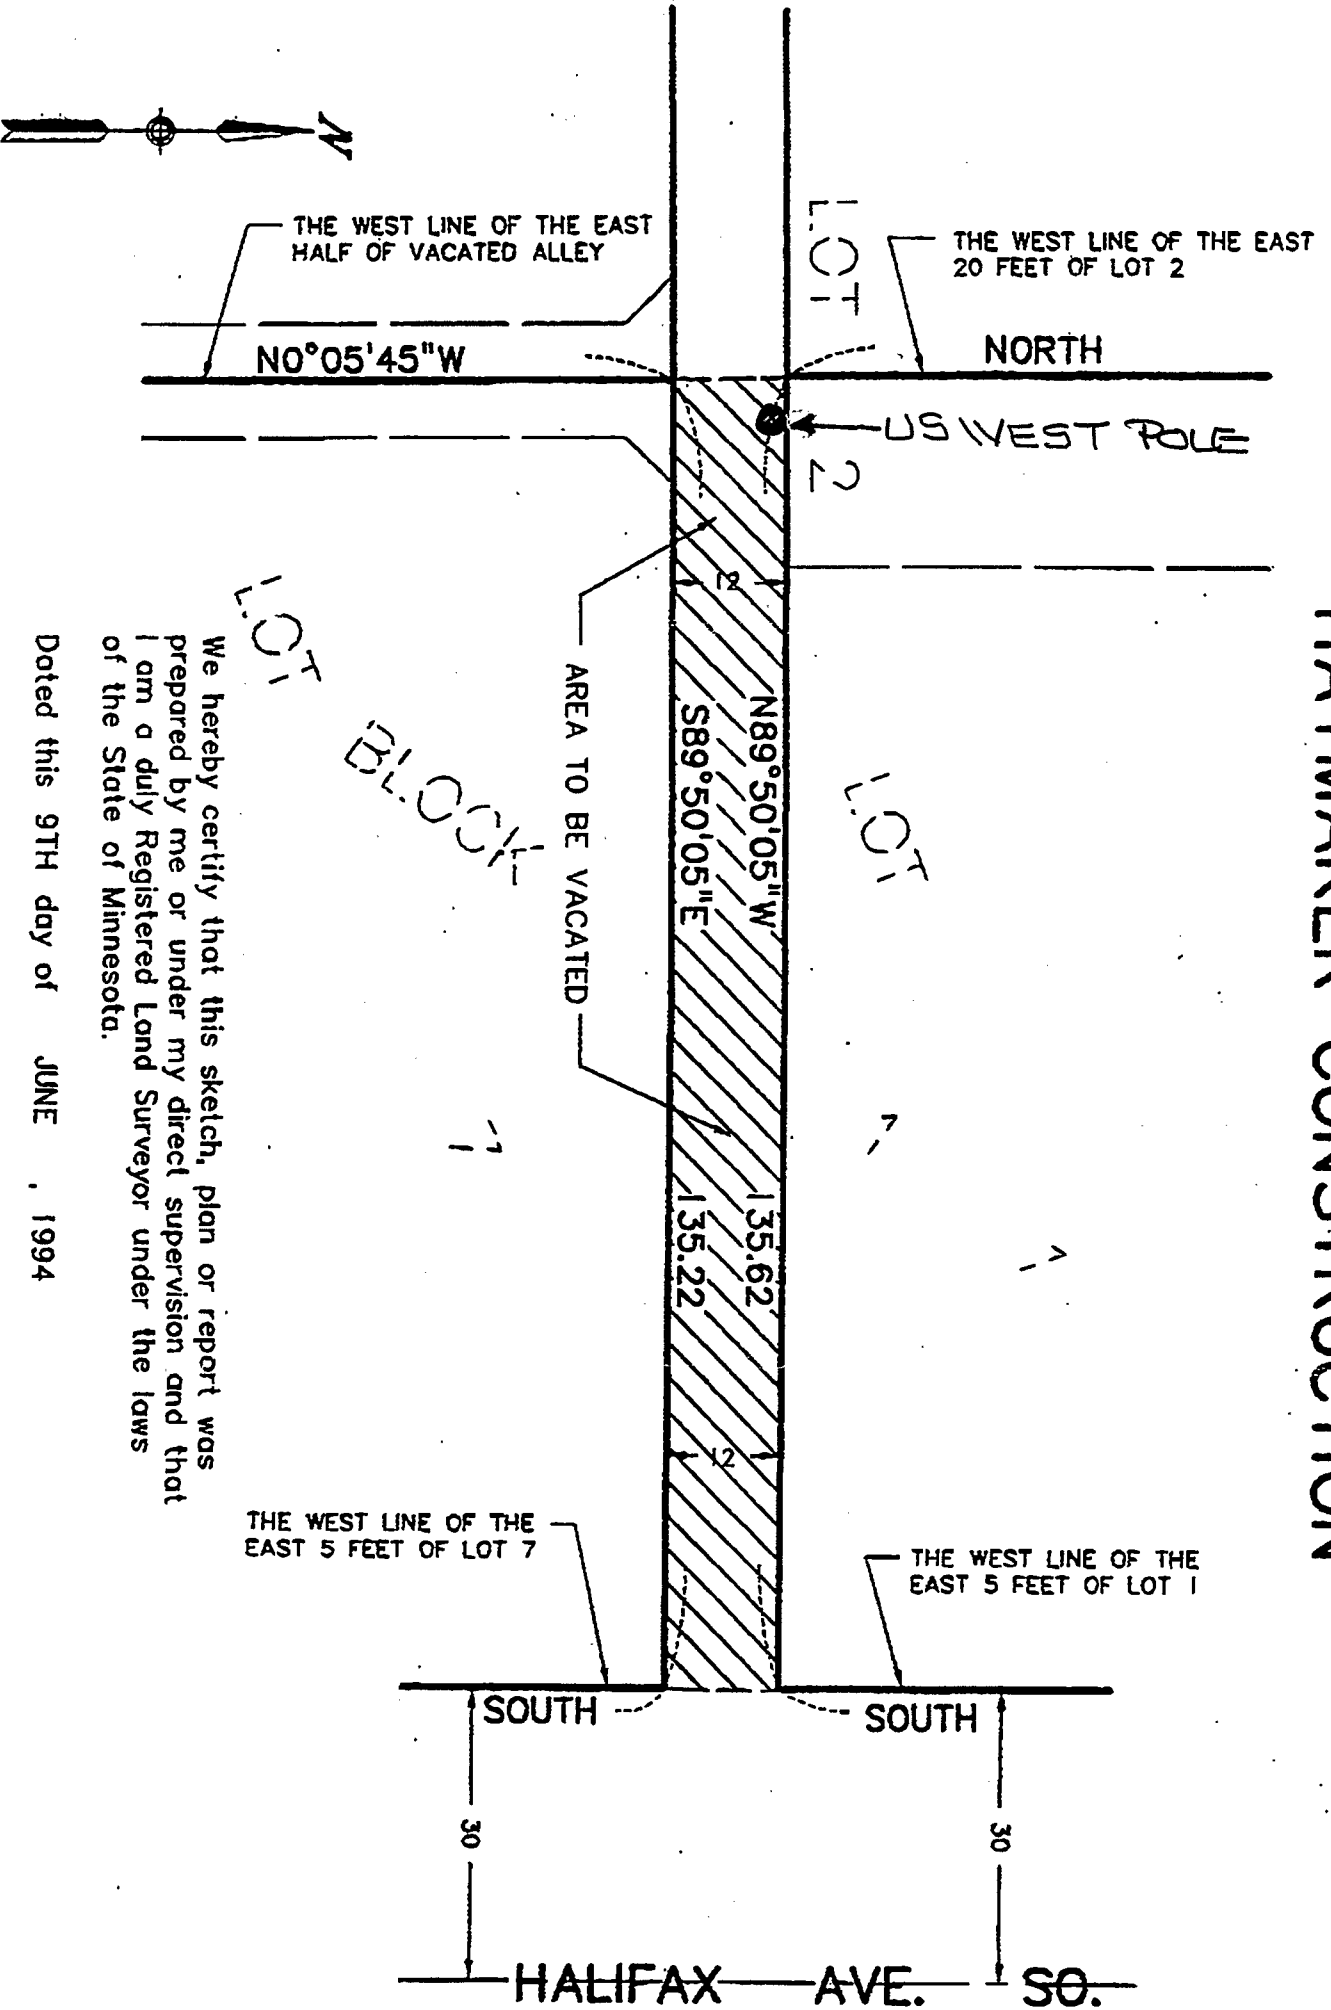 N
THE WEST LINE OF THE EAST
HALF OF VACATED ALLEY
N0°05'45"W
LOT 2
THE WEST LINE OF THE EAST
20 FEET OF LOT 2
NORTH
US WEST POLE
12
N89°50'05"W
S89°50'05"E
135.62
135.22
12
AREA TO BE VACATED
LOT
BLOCK
LOT
CONSTRUCTION
We hereby certify that this sketch, plan or report was
prepared by me or under my direct supervision and that
I am a duly Registered Land Surveyor under the laws
of the State of Minnesota.
Dated this 9TH day of JUNE , 1994
THE WEST LINE OF THE
EAST 5 FEET OF LOT 7
THE WEST LINE OF THE
EAST 5 FEET OF LOT 1
SOUTH
SOUTH
30
30
HALIFAX AVE. SO.